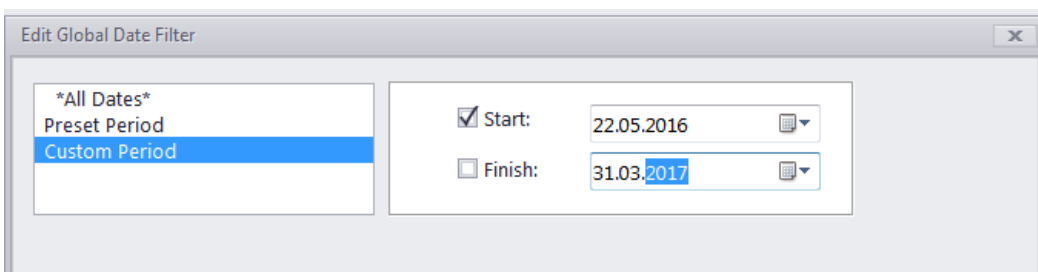 Edit Global Date Filter
*All Dates*
Preset Period
Custom Period
Start: 22.05.2016
Finish: 31.03.2017